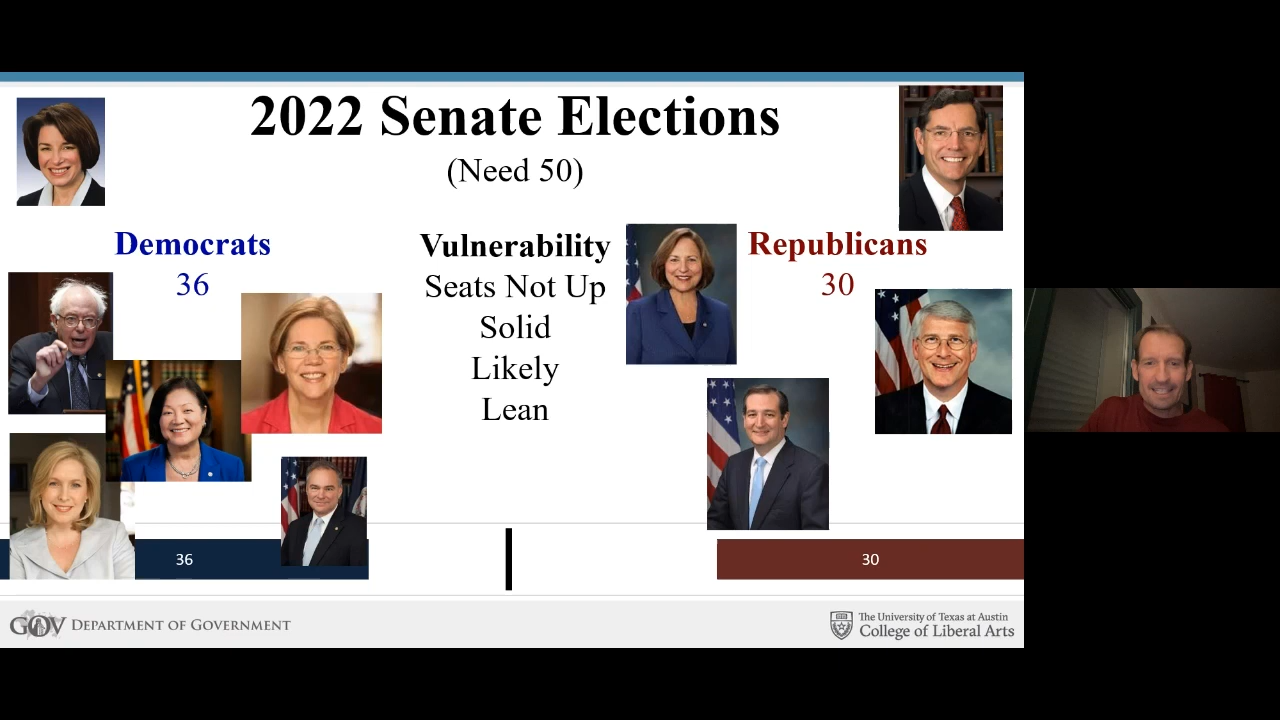 2022 Senate Elections
(Need 50)
Democrats
36
Vulnerability
Seats Not Up
Solid
Likely
Lean
Republicans
30
36
30
GOV DEPARTMENT OF GOVERNMENT
The University of Texas at Austin
College of Liberal Arts